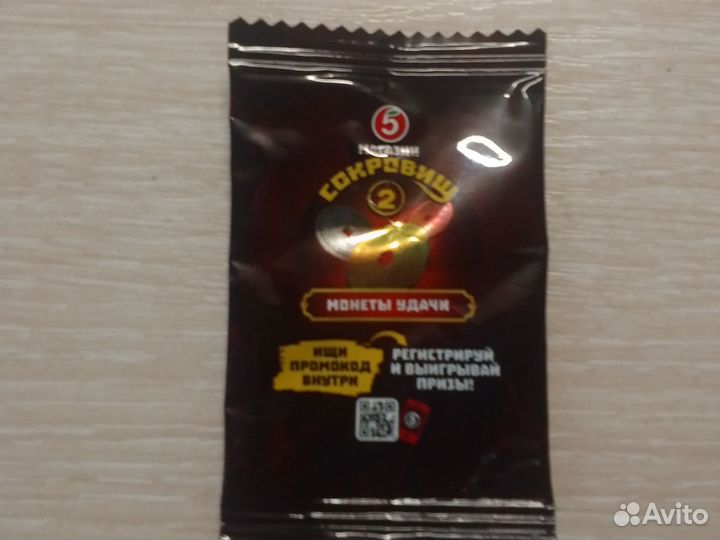 5
МАГАЗИН
СОКРОВИЩ
2
МОНЕТЫ УДАЧИ
ИЩИ
ПРОМОКОД
ВНУТРИ
РЕГИСТРИРУЙ
И ВЫИГРЫВАЙ
ПРИЗЫ!
Avito